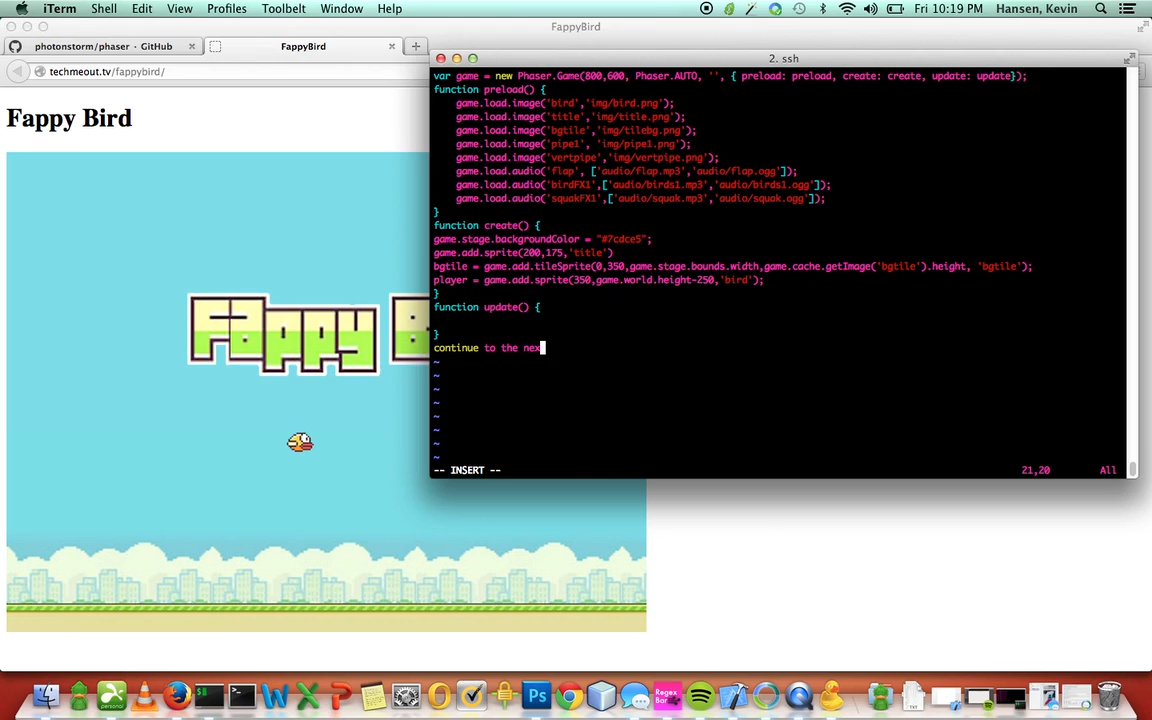 iTerm Shell Edit View Profiles Toolbelt Window Help Fri 10:19 PM Hansen, Kevin
FappyBird
photonstorm/phaser · GitHub FappyBird
techmeout.tv/fappybird/
2. ssh
Fappy Bird
Fappy B
var game = new Phaser.Game(800,600, Phaser.AUTO, '', { preload: preload, create: create, update: update});
function preload() {
game.load.image('bird','img/bird.png');
game.load.image('title','img/title.png');
game.load.image('bgtile','img/tilebg.png');
game.load.image('pipe1', 'img/pipe1.png');
game.load.image('vertpipe','img/vertpipe.png');
game.load.audio('flap', ['audio/flap.mp3','audio/flap.ogg']);
game.load.audio('birdFX1',['audio/birds1.mp3','audio/birds1.ogg']);
game.load.audio('squakFX1',['audio/squak.mp3','audio/squak.ogg']);
}
function create() {
game.stage.backgroundColor = "#7cdce5";
game.add.sprite(200,175,'title')
bgtile = game.add.tileSprite(0,350,game.stage.bounds.width,game.cache.getImage('bgtile').height, 'bgtile');
player = game.add.sprite(350,game.world.height-250,'bird');
}
function update() {
}
continue to the nex
~
~
~
~
~
~
~
~
-- INSERT -- 21,20 All
personal
Ps
Regex